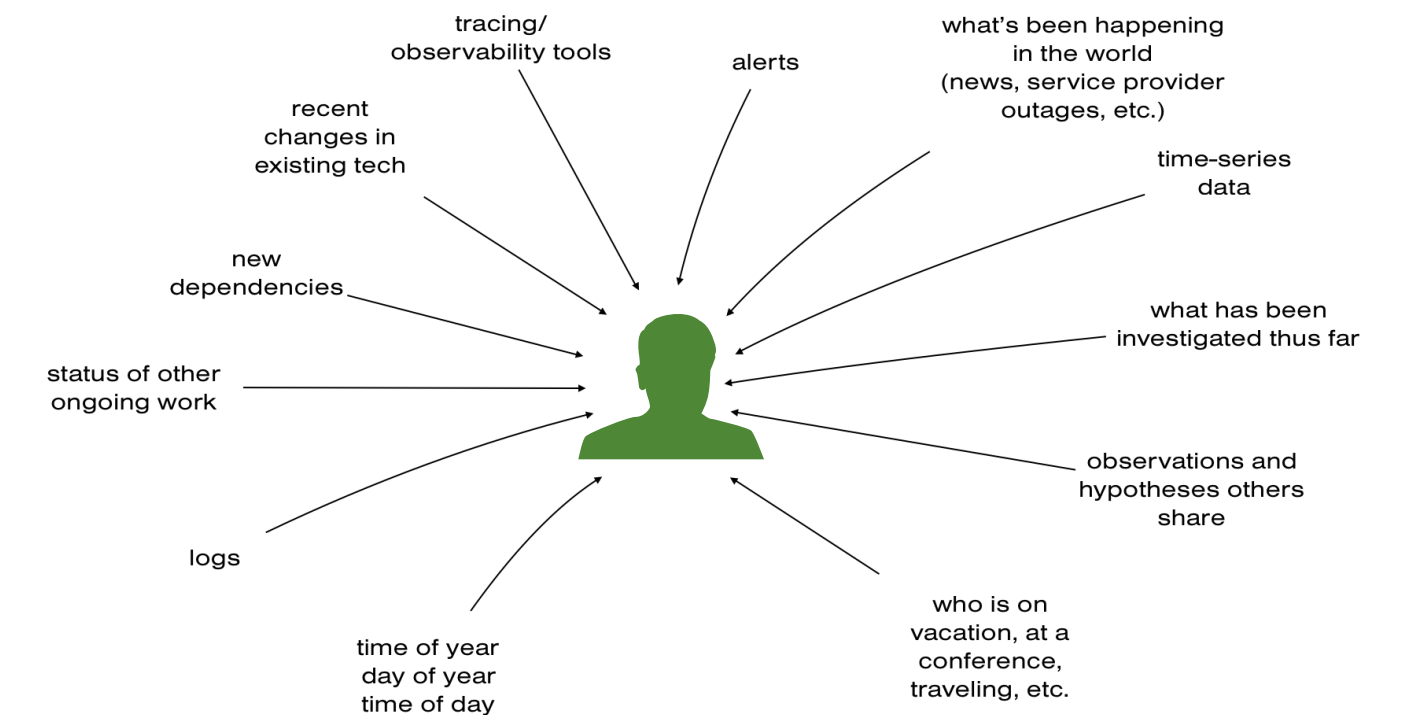 tracing/
observability tools
alerts
what’s been happening
in the world
(news, service provider
outages, etc.)
recent
changes in
existing tech
time-series
data
new
dependencies
what has been
investigated thus far
status of other
ongoing work
observations and
hypotheses others
share
logs
who is on
vacation, at a
conference,
traveling, etc.
time of year
day of year
time of day